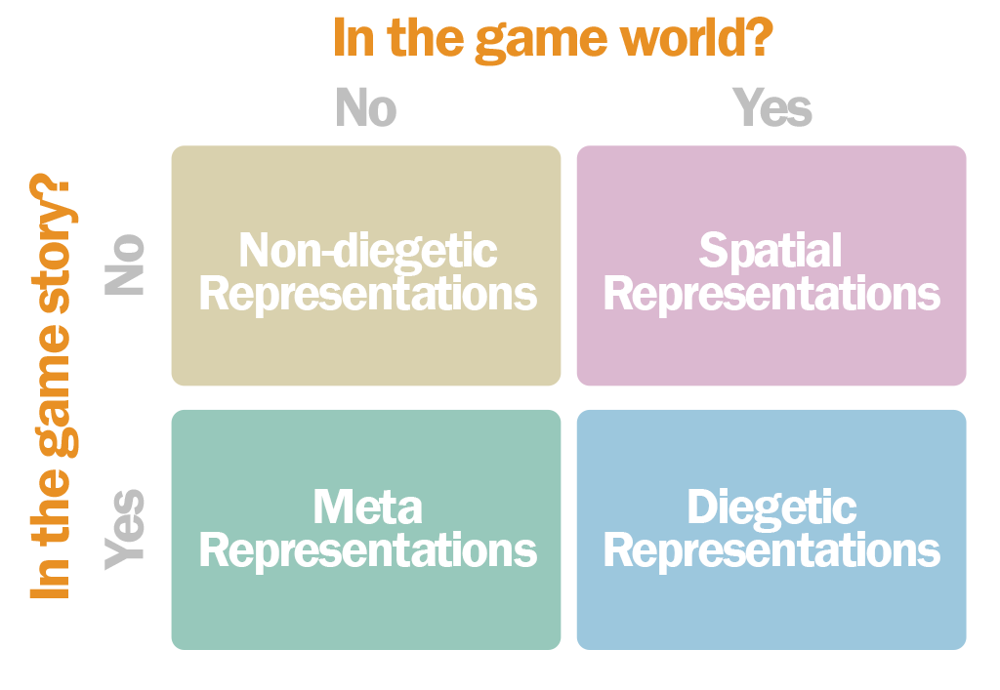 In the game world?
No
Yes
In the game story?
No
Non-diegetic
Representations
Spatial
Representations
Yes
Meta
Representations
Diegetic
Representations